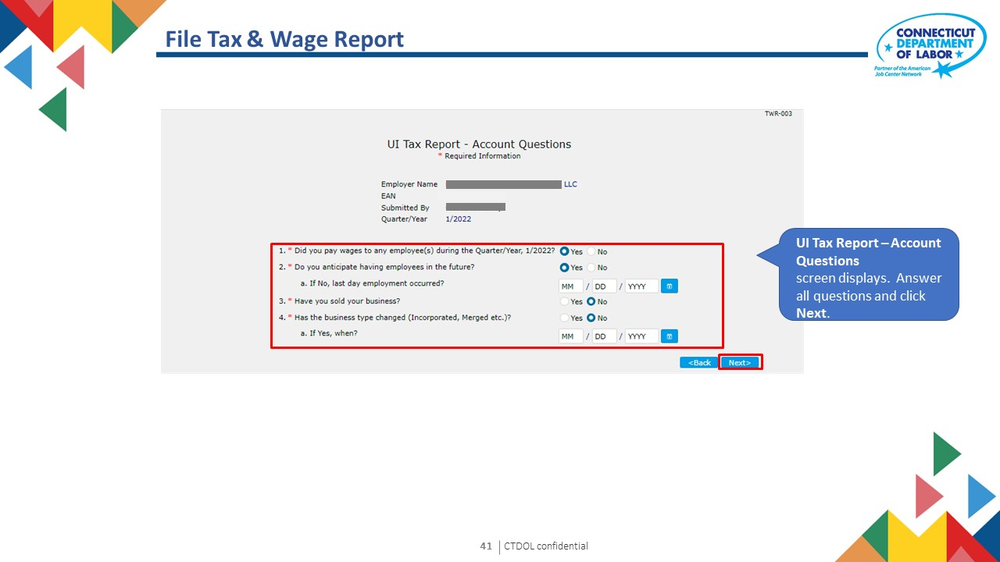 File Tax & Wage Report
CONNECTICUT
DEPARTMENT
OF LABOR
Partner of the American
Job Center Network
TWR-003
UI Tax Report - Account Questions
* Required Information
Employer Name LLC
EAN
Submitted By
Quarter/Year 1/2022
1. * Did you pay wages to any employee(s) during the Quarter/Year, 1/2022? Yes No
2. * Do you anticipate having employees in the future? Yes No
a. If No, last day employment occurred? MM / DD / YYYY
3. * Have you sold your business? Yes No
4. * Has the business type changed (Incorporated, Merged etc.)? Yes No
a. If Yes, when? MM / DD / YYYY
<Back Next>
UI Tax Report – Account
Questions
screen displays. Answer
all questions and click
Next.
41 CTDOL confidential